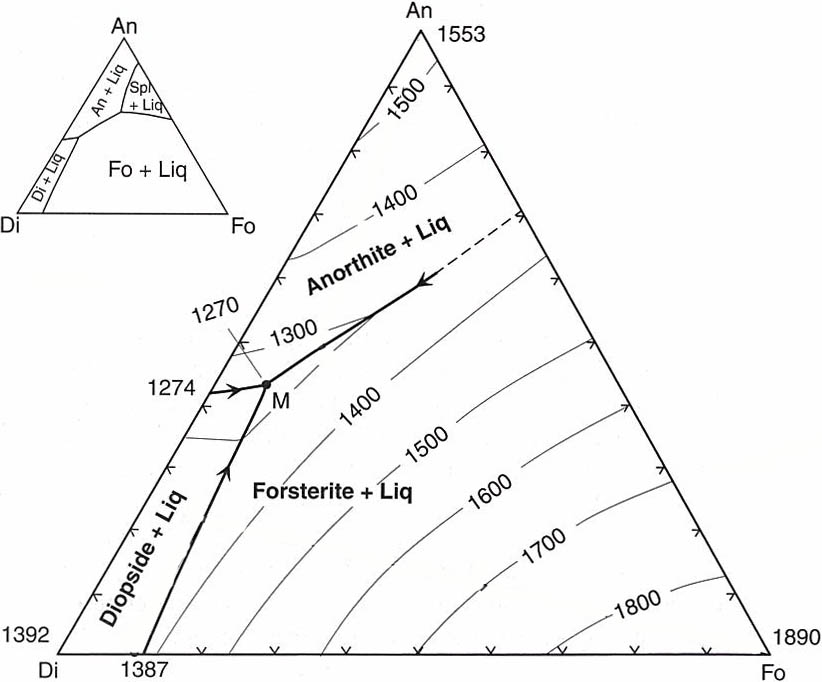 An
An + Liq
Spl
+ Liq
Di + Liq
Fo + Liq
Di
Fo
An
1553
1500
1400
Anorthite + Liq
1270
1300
1274
M
1400
1500
Forsterite + Liq
1600
Diopside + Liq
1700
1800
1392
1890
Di
1387
Fo